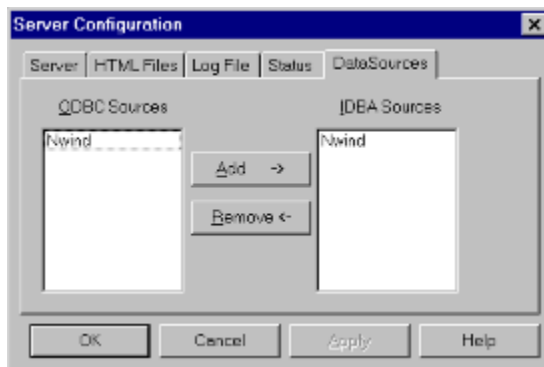 Server Configuration
Server HTML Files Log File Status DataSources
ODBC Sources IDBA Sources
Nwind Nwind
Add ->
Remove <-
OK Cancel Apply Help